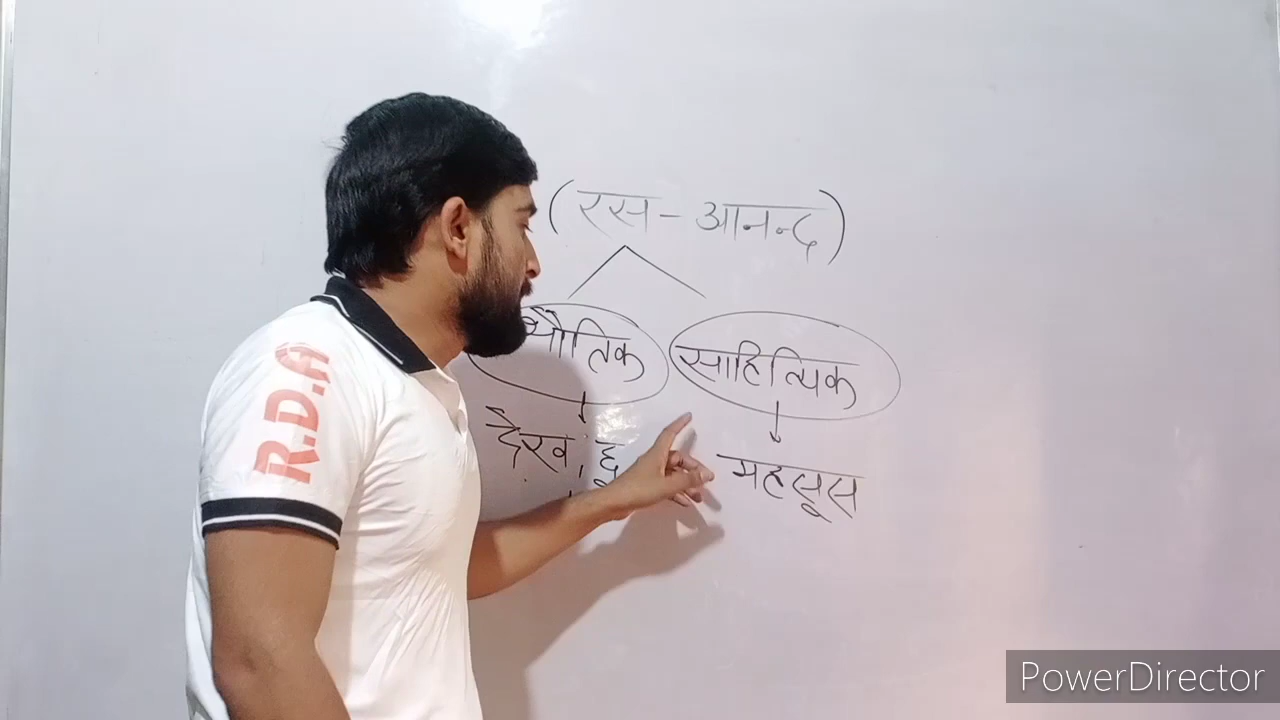 (रस - आनन्द)
भौतिक साहित्यिक
देख, छू महसूस
R.D.A
PowerDirector